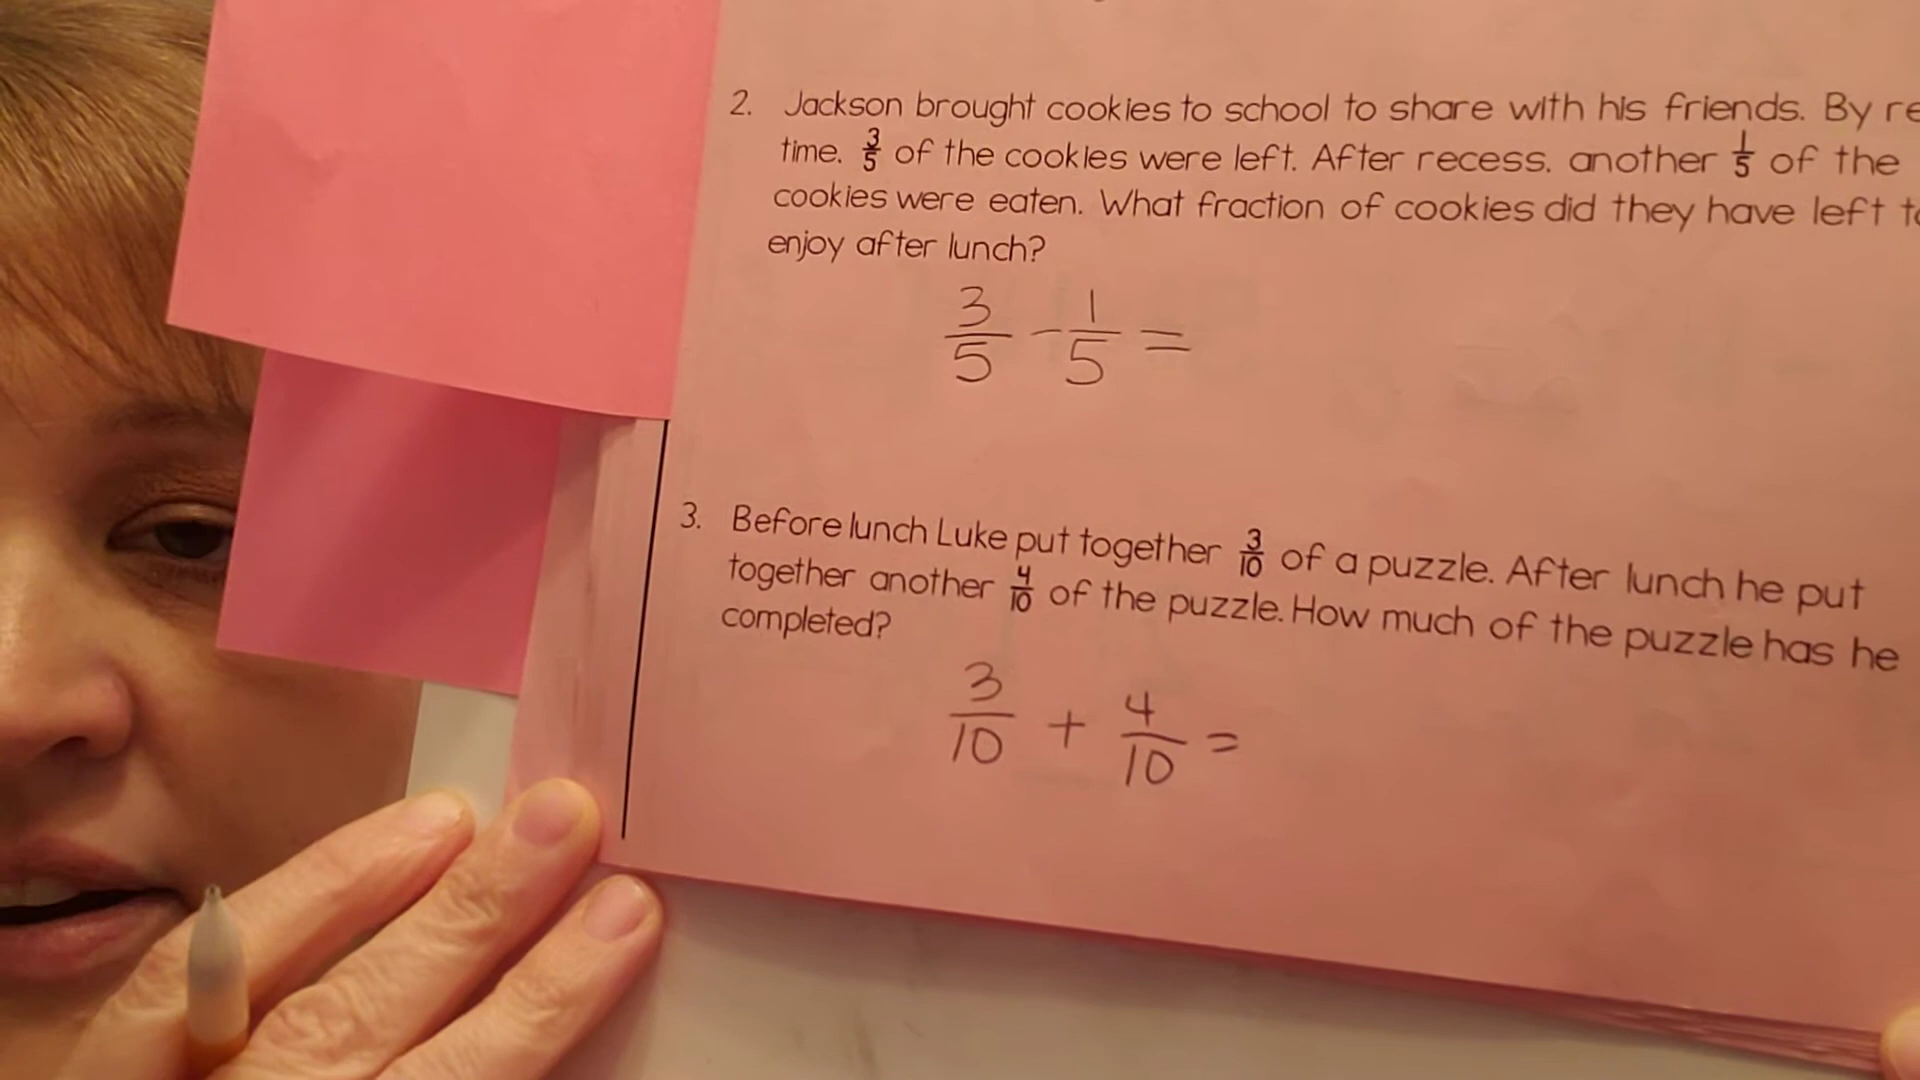 2. Jackson brought cookies to school to share with his friends. By re
time, 3/5 of the cookies were left. After recess, another 1/5 of the
cookies were eaten. What fraction of cookies did they have left to
enjoy after lunch?
3/5 - 1/5 =
3. Before lunch Luke put together 3/10 of a puzzle. After lunch he put
together another 4/10 of the puzzle. How much of the puzzle has he
completed?
3/10 + 4/10 =